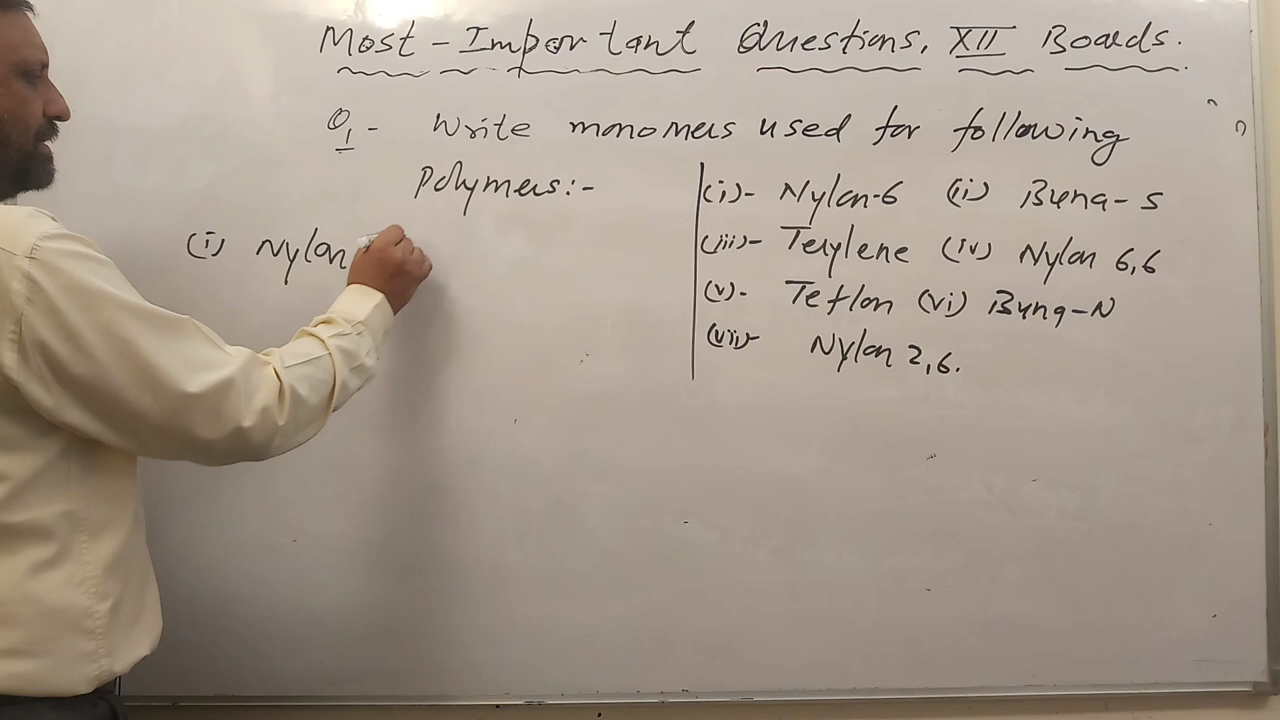 Most-Important Questions, XII Boards.
Q1- Write monomers used for following
Polymers:-
(i)- Nylon-6 (ii) Buna-S
(iii)- Terylene (iv) Nylon 6,6
(v)- Teflon (vi) Buna-N
(vii)- Nylon 2,6.
(i) Nylon